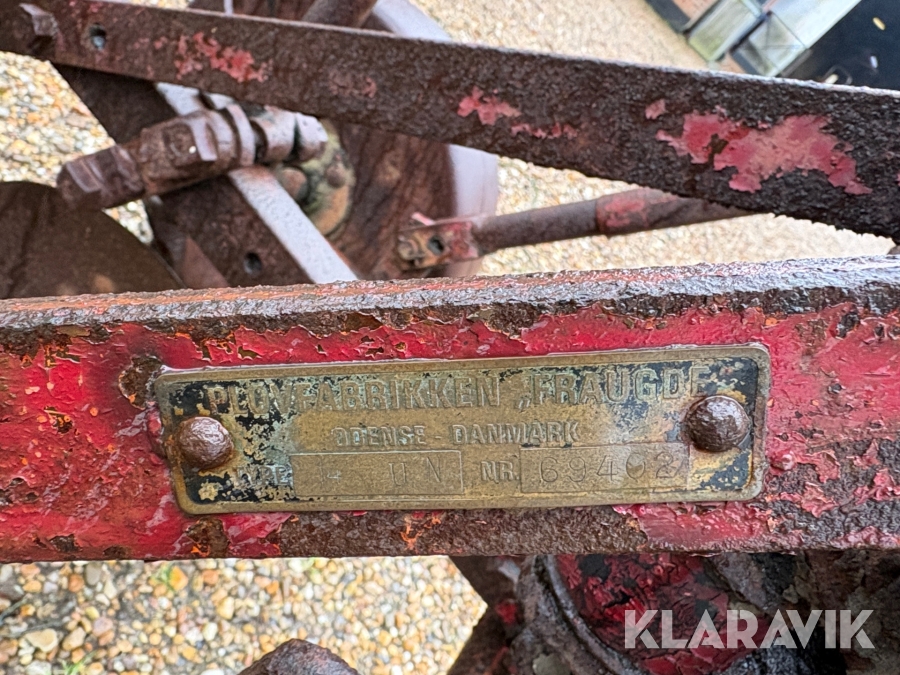 PLOVFABRIKKEN „FRAUGDE
ODENSE - DANMARK
NR. 69402
KLARAVIK